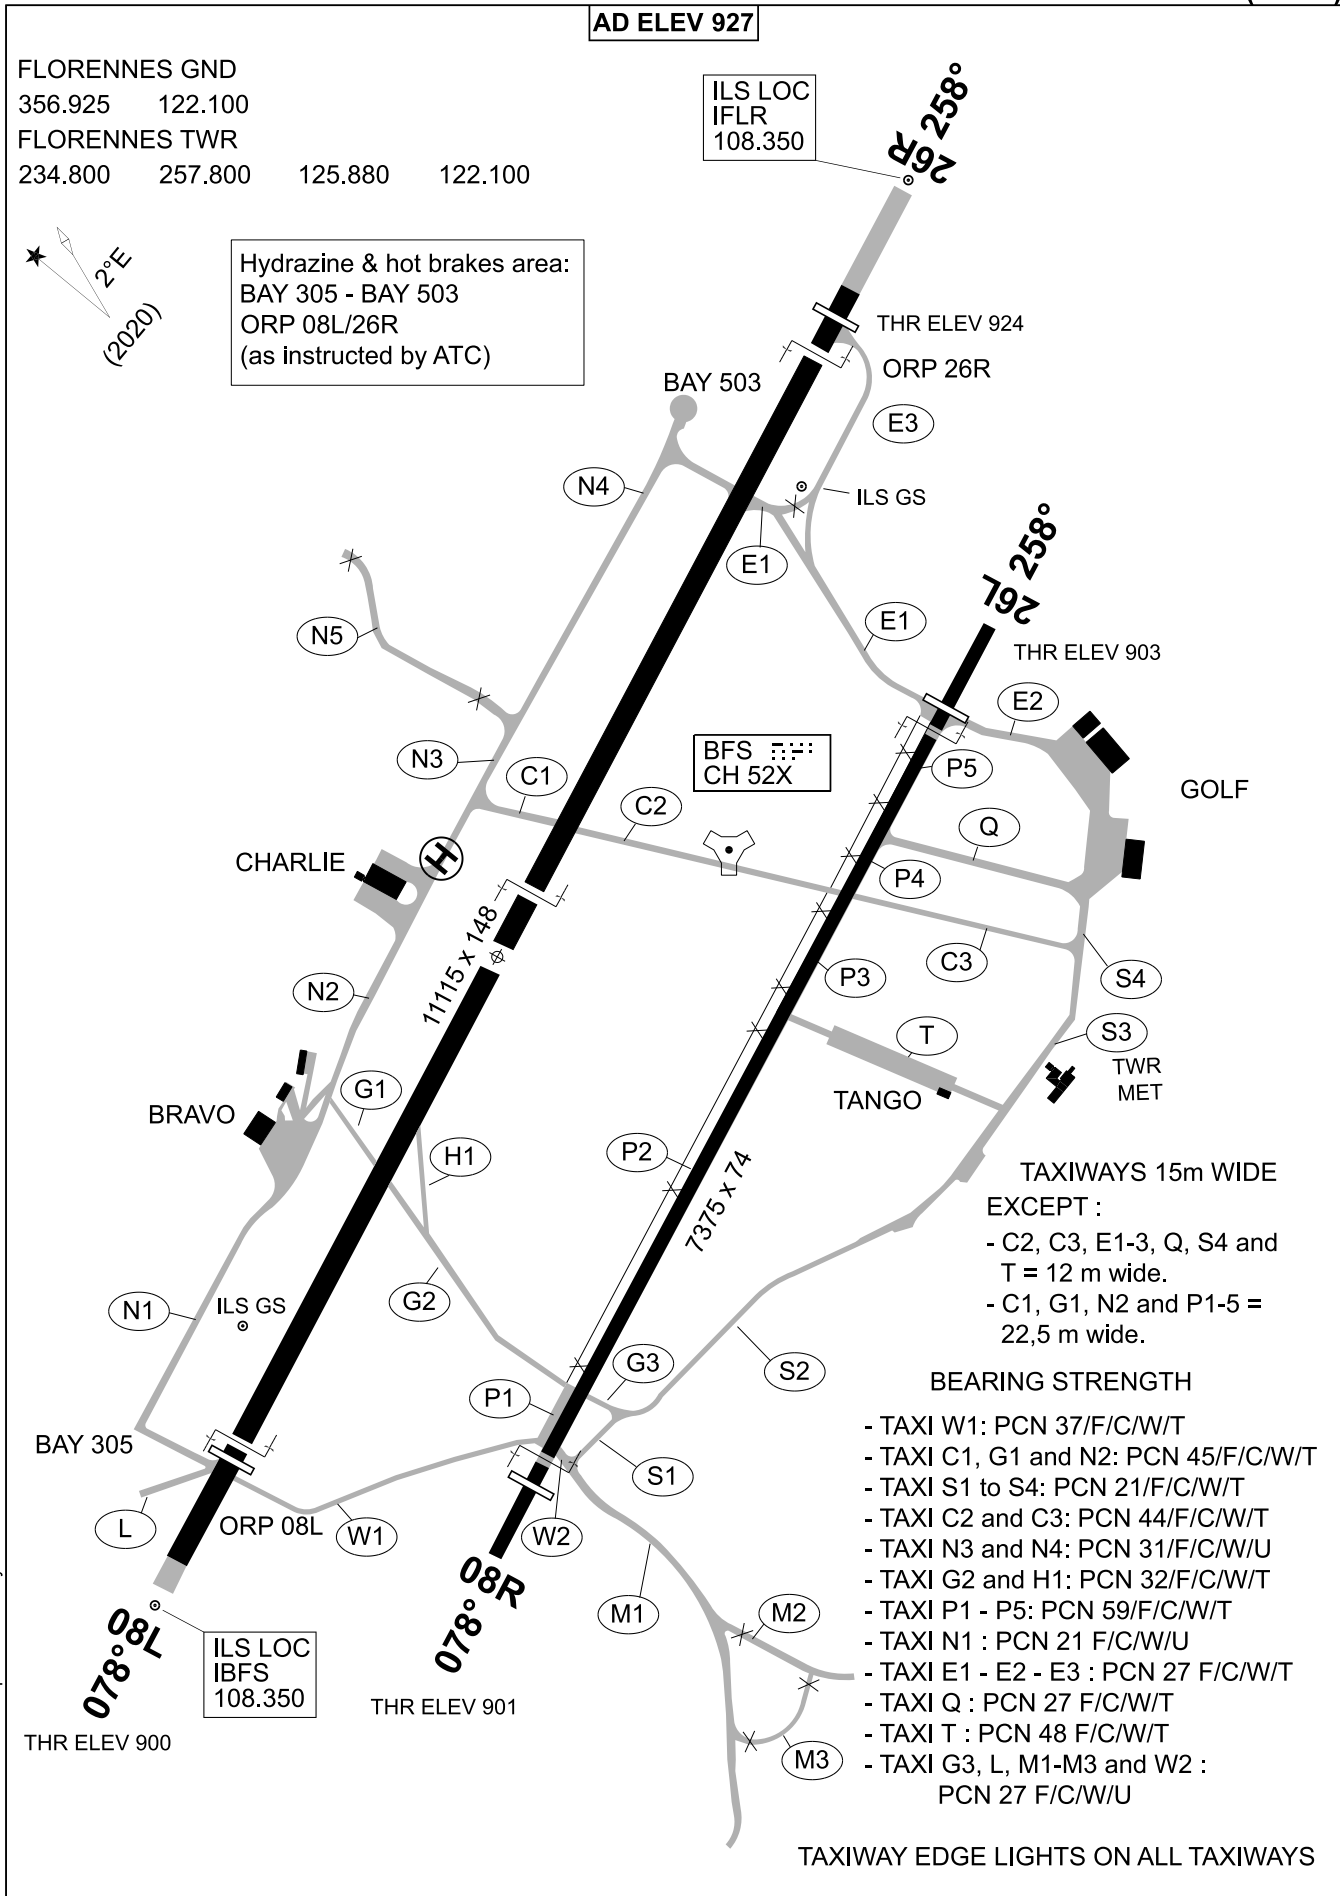 AD ELEV 927
FLORENNES GND
356.925 122.100
FLORENNES TWR
234.800 257.800 125.880 122.100
2°E
(2020)
Hydrazine & hot brakes area:
BAY 305 - BAY 503
ORP 08L/26R
(as instructed by ATC)
ILS LOC
IFLR
108.350
26R 258°
THR ELEV 924
ORP 26R
BAY 503
E3
N4
ILS GS
E1
26L 258°
N5
E1
THR ELEV 903
E2
N3
C1
BFS
CH 52X
P5
GOLF
C2
Q
CHARLIE
H
P4
11115 x 148
N2
P3
C3
S4
T
S3
TWR
MET
TANGO
G1
BRAVO
H1
P2
7375 x 74
TAXIWAYS 15m WIDE
EXCEPT :
- C2, C3, E1-3, Q, S4 and
T = 12 m wide.
- C1, G1, N2 and P1-5 =
22,5 m wide.
N1
ILS GS
G2
G3
S2
P1
BAY 305
S1
L
ORP 08L
W1
W2
BEARING STRENGTH
- TAXI W1: PCN 37/F/C/W/T
- TAXI C1, G1 and N2: PCN 45/F/C/W/T
- TAXI S1 to S4: PCN 21/F/C/W/T
- TAXI C2 and C3: PCN 44/F/C/W/T
- TAXI N3 and N4: PCN 31/F/C/W/U
- TAXI G2 and H1: PCN 32/F/C/W/T
- TAXI P1 - P5: PCN 59/F/C/W/T
- TAXI N1 : PCN 21 F/C/W/U
- TAXI E1 - E2 - E3 : PCN 27 F/C/W/T
- TAXI Q : PCN 27 F/C/W/T
- TAXI T : PCN 48 F/C/W/T
- TAXI G3, L, M1-M3 and W2 :
PCN 27 F/C/W/U
M1
M2
M3
078° 08R
THR ELEV 901
078° 08L
ILS LOC
IBFS
108.350
THR ELEV 900
TAXIWAY EDGE LIGHTS ON ALL TAXIWAYS